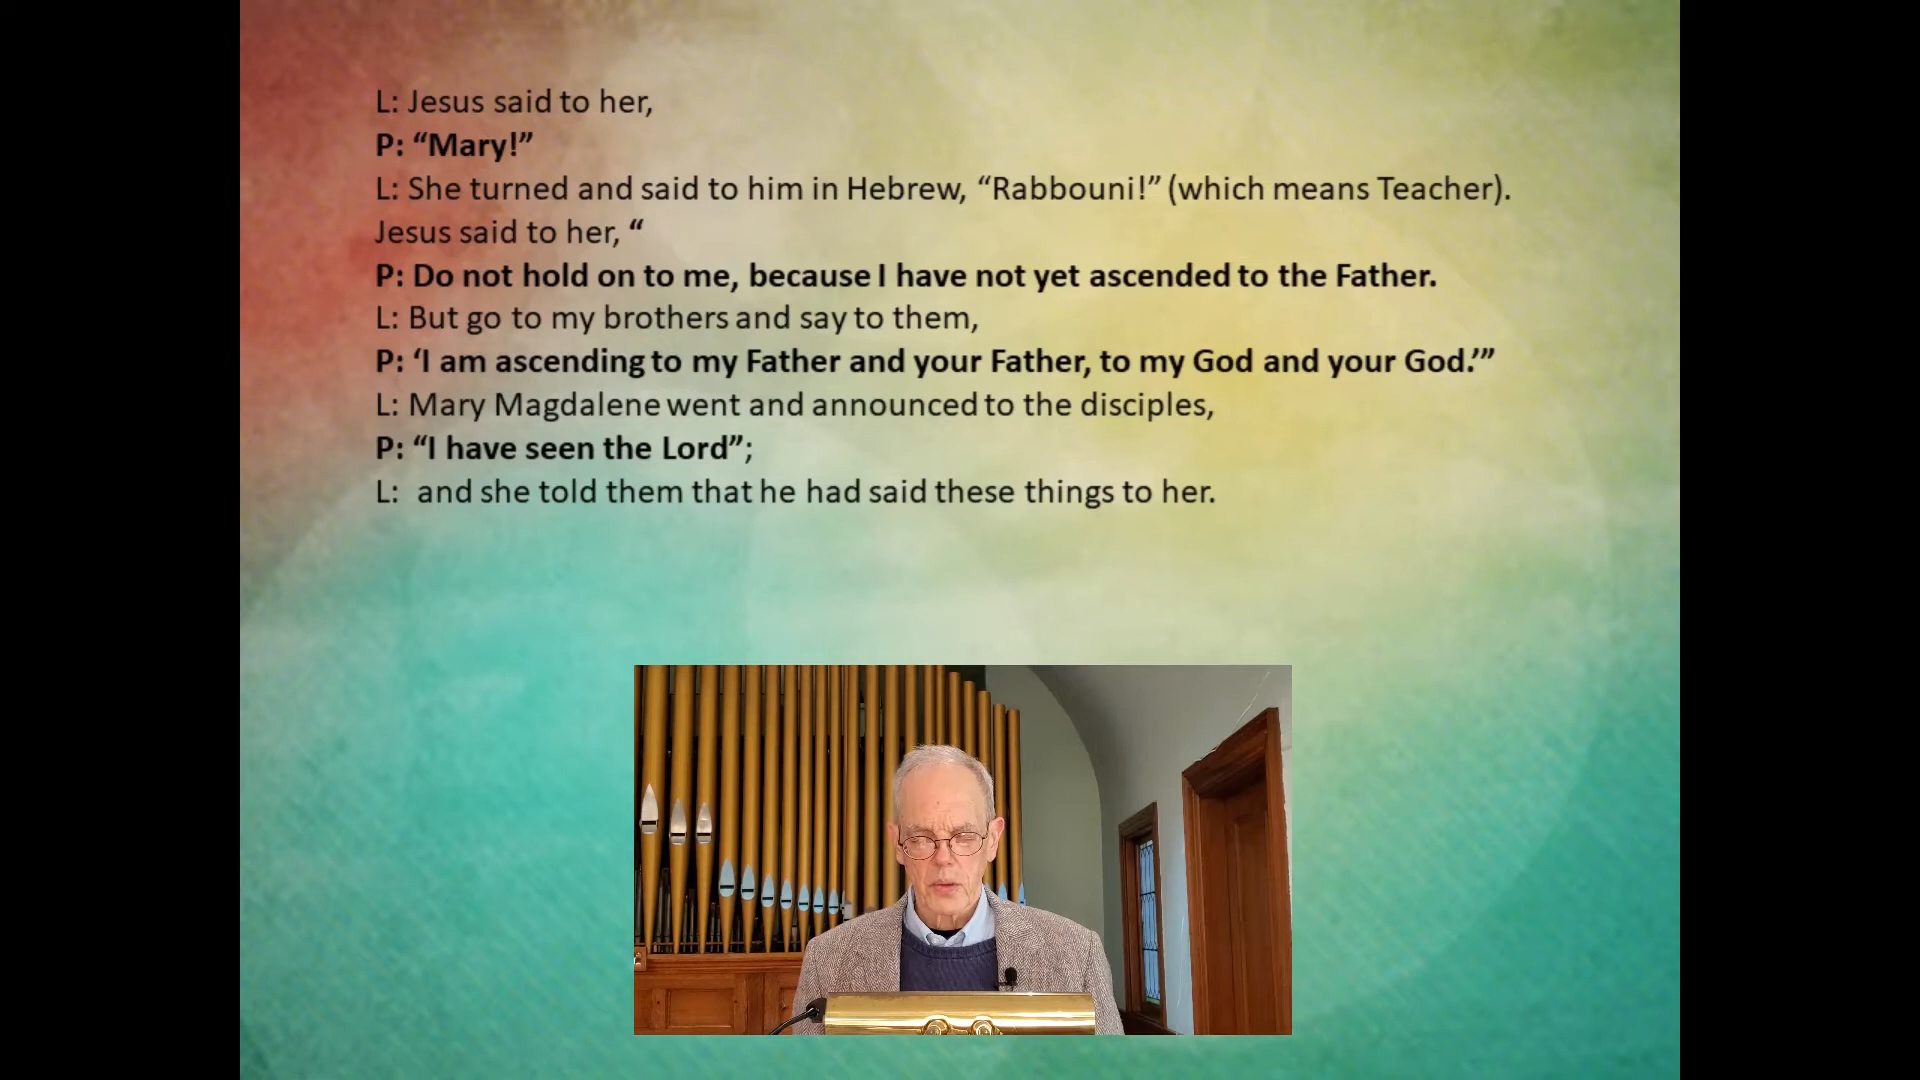 L: Jesus said to her,
P: “Mary!”
L: She turned and said to him in Hebrew, “Rabbouni!” (which means Teacher).
Jesus said to her, “
P: Do not hold on to me, because I have not yet ascended to the Father.
L: But go to my brothers and say to them,
P: ‘I am ascending to my Father and your Father, to my God and your God.’”
L: Mary Magdalene went and announced to the disciples,
P: “I have seen the Lord”;
L:  and she told them that he had said these things to her.